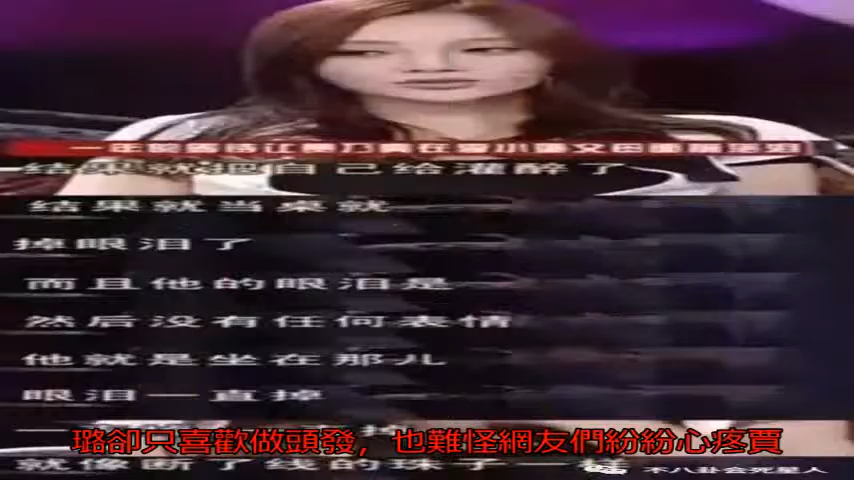 结果就把自己给灌醉了
结果就当桌就一一
掉眼泪了
而且他的眼泪是一
然后没有任何表情
他就是坐在那儿
眼泪一直掉
璐卻只喜歡做頭發，也難怪網友們紛紛心疼賈
就像断了线的珠子一样
不八卦会死星人